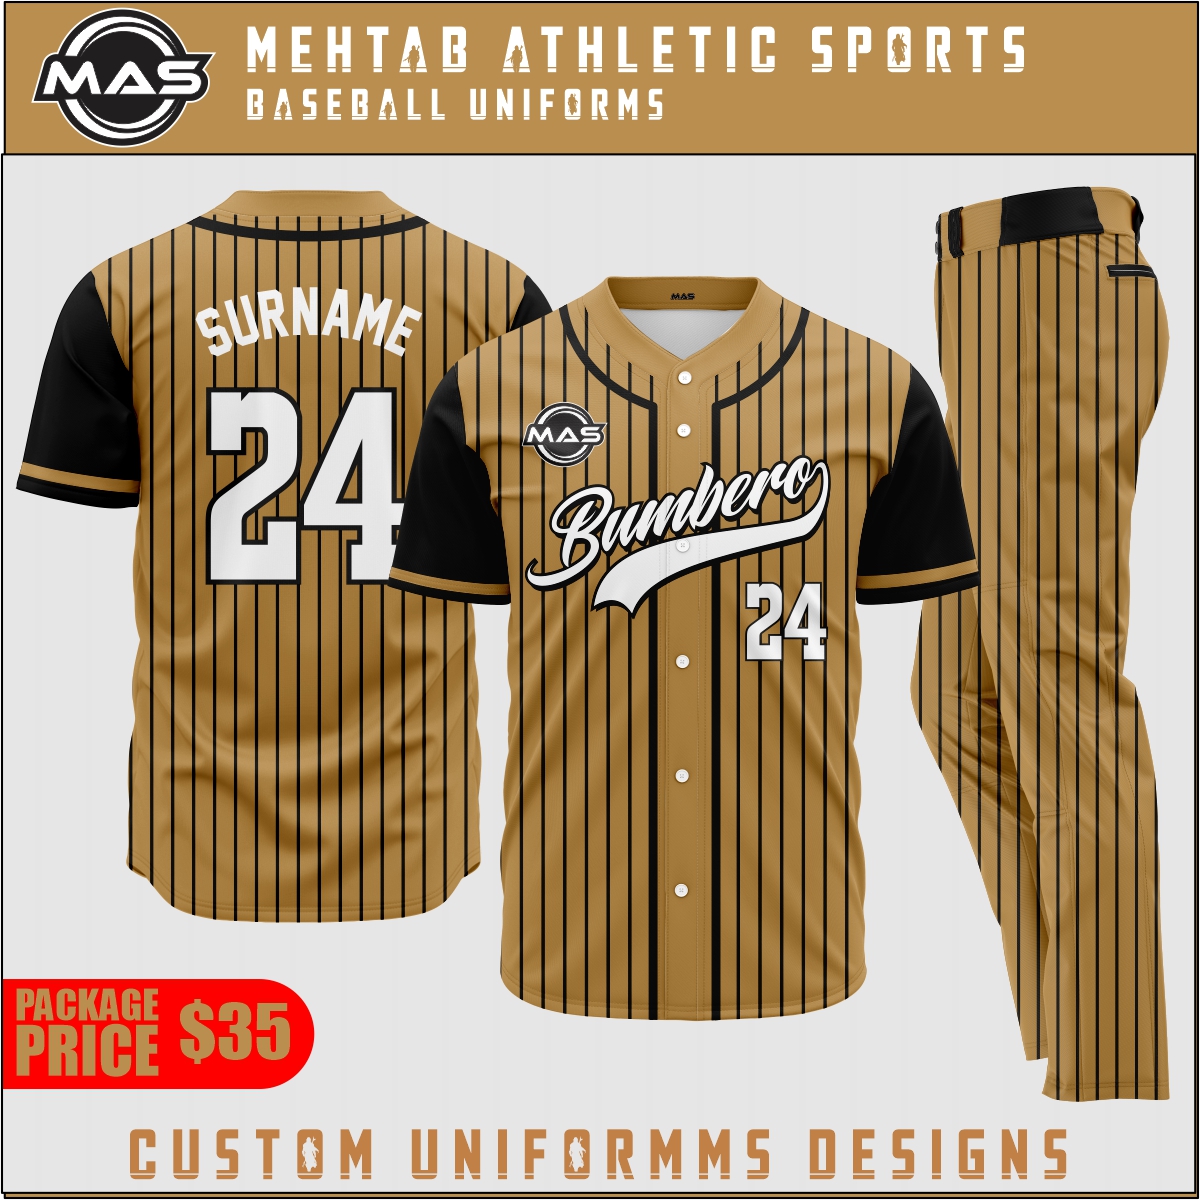 MAS
MEHTAB ATHLETIC SPORTS
BASEBALL UNIFORMS
SURNAME
24
MAS
MAS
Bumbero
24
PACKAGE
PRICE
$35
CUSTOM UNIFORMMS DESIGNS